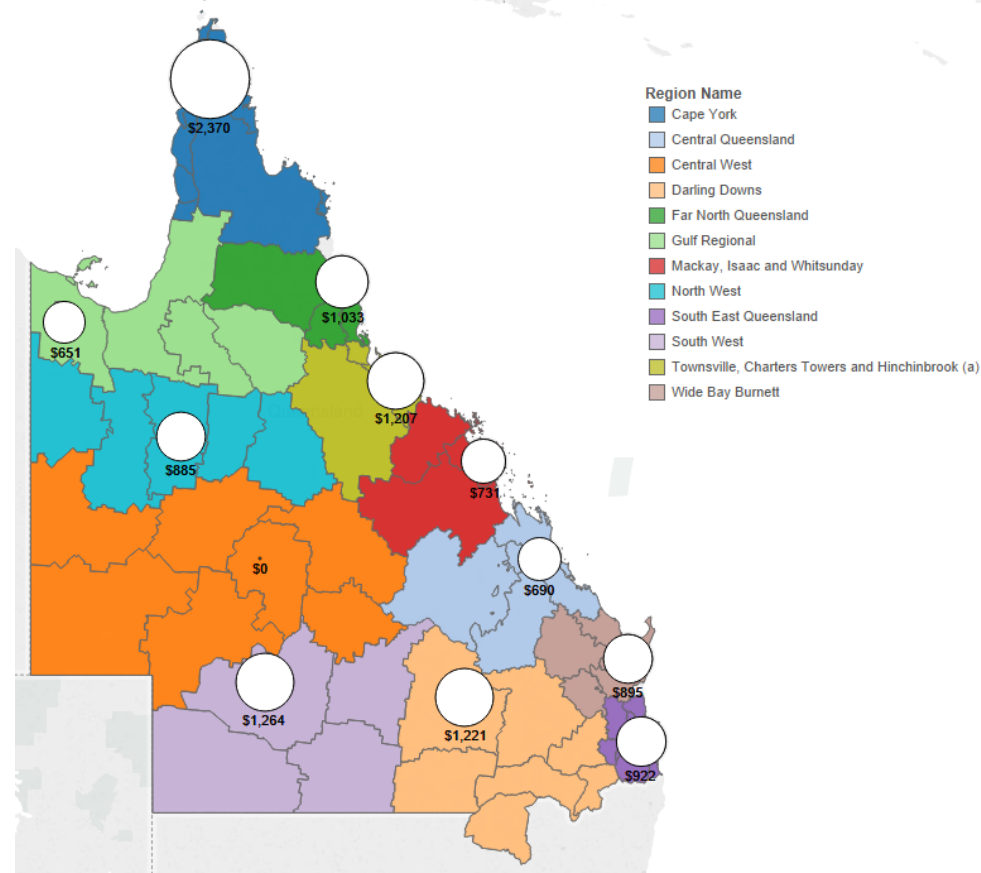 $2,370
Region Name
Cape York
Central Queensland
Central West
Darling Downs
Far North Queensland
Gulf Regional
Mackay, Isaac and Whitsunday
North West
South East Queensland
South West
Townsville, Charters Towers and Hinchinbrook (a)
Wide Bay Burnett
$1,033
$651
Queensland
$1,207
$885
$731
$0
$690
$895
$1,264
$1,221
$922